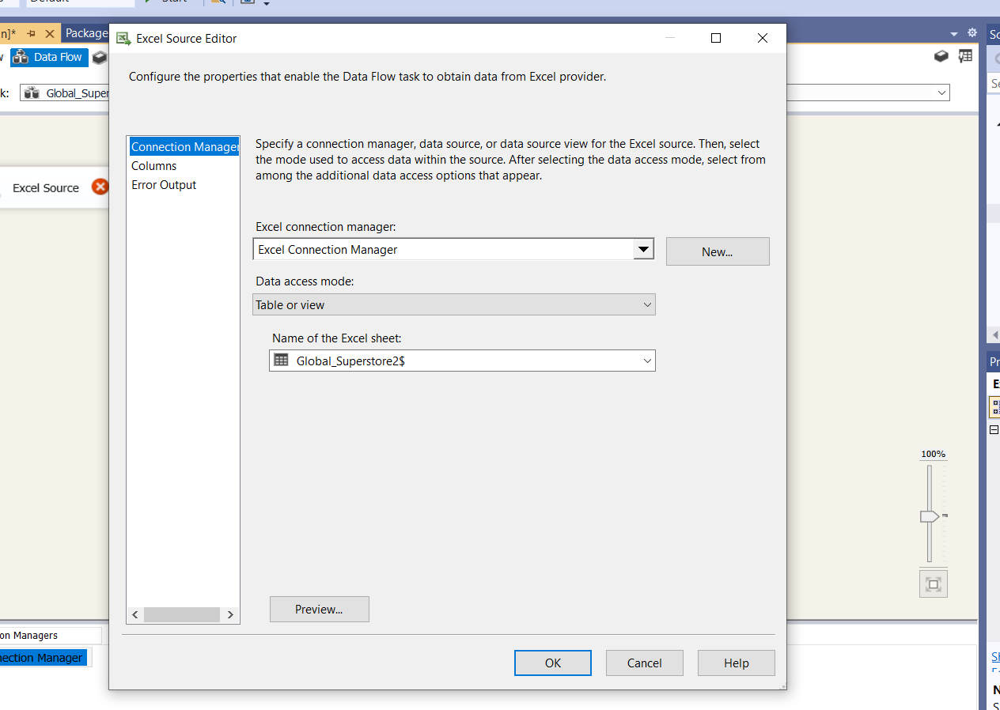 Default
Start
n]*
Package
Excel Source Editor
Sc
Data Flow
Configure the properties that enable the Data Flow task to obtain data from Excel provider.
k:
Global_Super
Se
Connection Manager
Columns
Error Output
Specify a connection manager, data source, or data source view for the Excel source. Then, select
the mode used to access data within the source. After selecting the data access mode, select from
among the additional data access options that appear.
Excel Source
Excel connection manager:
Excel Connection Manager
New...
Data access mode:
Table or view
Name of the Excel sheet:
Global_Superstore2$
Pr
100%
Preview...
on Managers
nection Manager
OK
Cancel
Help